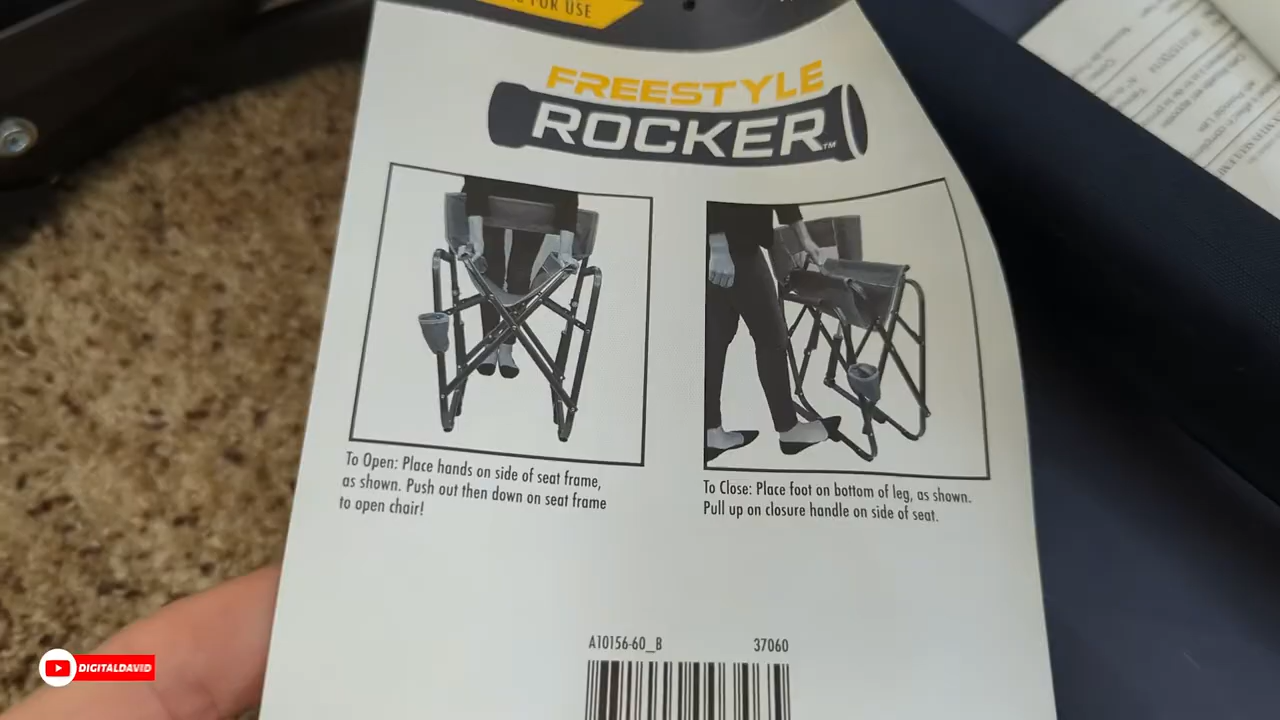 FOR USE
FREESTYLE
ROCKER™
To Open: Place hands on side of seat frame,
as shown. Push out then down on seat frame
to open chair!
To Close: Place foot on bottom of leg, as shown.
Pull up on closure handle on side of seat.
A10156-60_B 37060
DIGITALDAVID